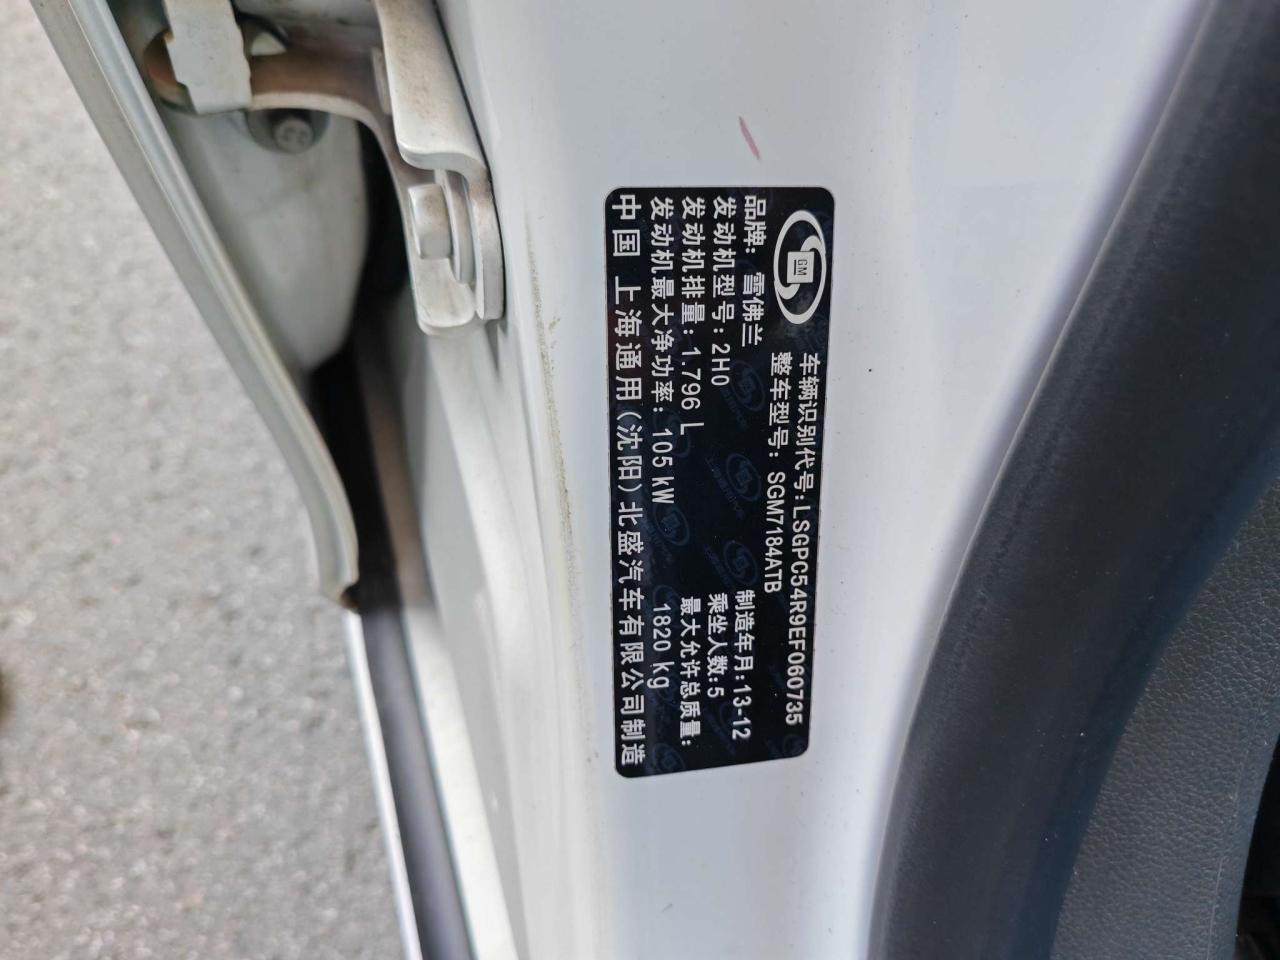 GM
车辆识别代号:LSGPC54R9EF060735
整车型号: SGM7184ATB
品牌: 雪佛兰
制造年月:13-12
发动机型号: 2H0
乘坐人数:5
发动机排量: 1.796 L
最大允许总质量:
发动机最大净功率: 105 kW
1820 kg
中国 上海通用(沈阳)北盛汽车有限公司制造